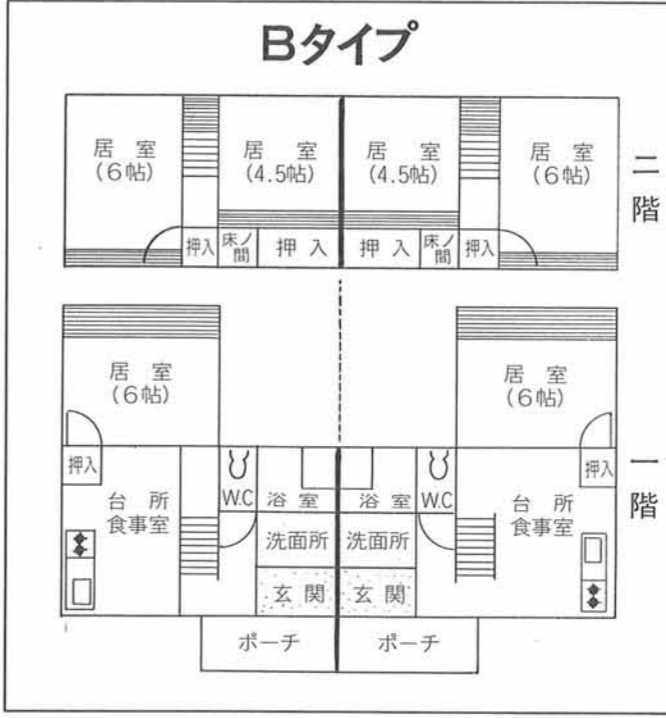 Bタイプ
居室
(6帖)
居室
(4.5帖)
居室
(4.5帖)
居室
(6帖)
二階
押入
床ノ間
押入
押入
床ノ間
押入
居室
(6帖)
居室
(6帖)
一階
押入
台所
食事室
W.C
浴室
浴室
W.C
台所
食事室
押入
洗面所
洗面所
玄関
玄関
ポーチ
ポーチ